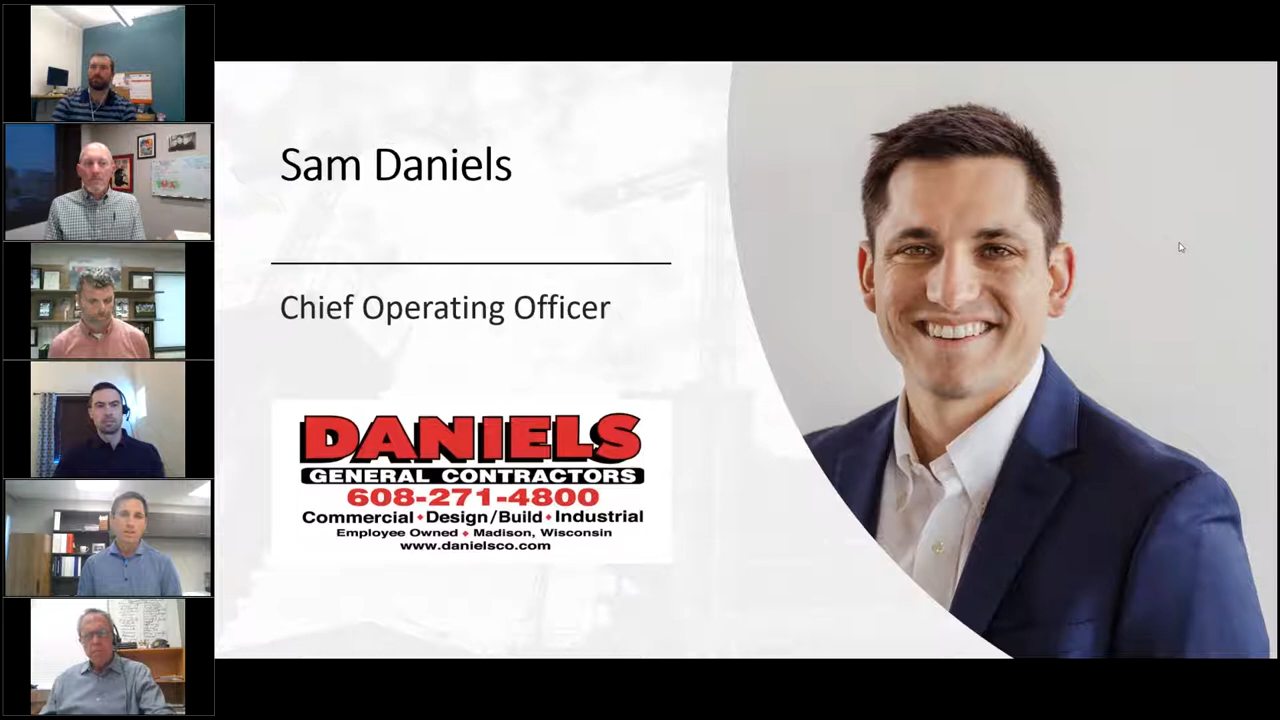 Sam Daniels
Chief Operating Officer
DANIELS
GENERAL CONTRACTORS
608-271-4800
Commercial • Design/Build • Industrial
Employee Owned • Madison, Wisconsin
www.danielsco.com